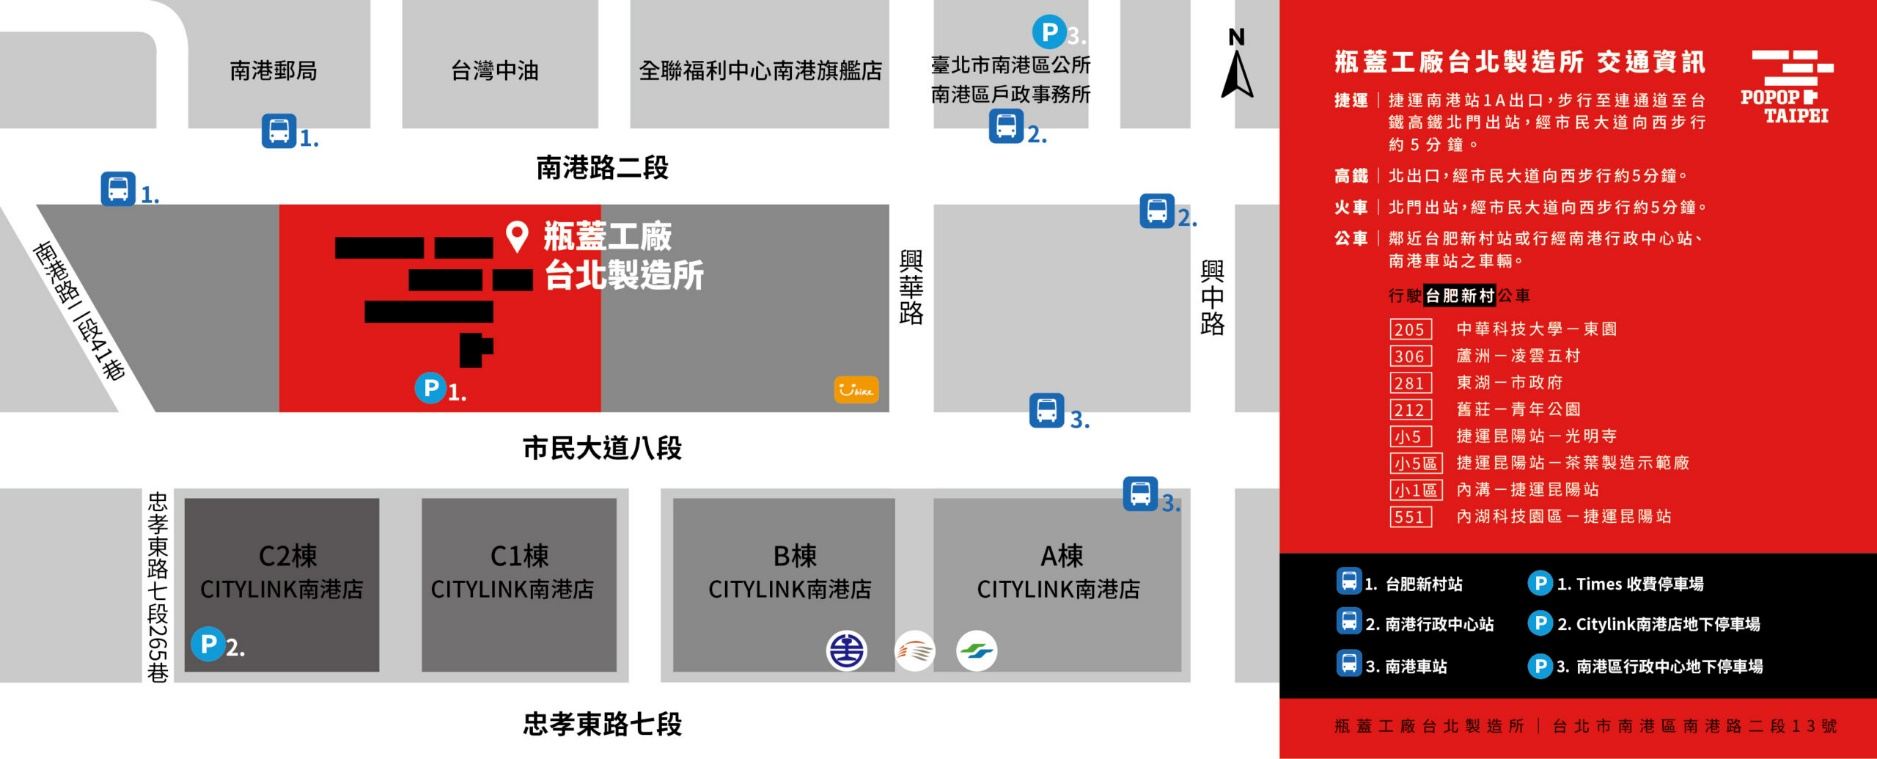 南港郵局
台灣中油
全聯福利中心南港旗艦店
P3.
臺北市南港區公所
南港區戶政事務所
N
1.
2.
南港路二段
1.
2.
南港路二段41巷
瓶蓋工廠
台北製造所
P1.
Ubike
興華路
興中路
3.
市民大道八段
忠孝東路七段265巷
C2棟
CITYLINK南港店
P2.
C1棟
CITYLINK南港店
B棟
CITYLINK南港店
A棟
CITYLINK南港店
3.
忠孝東路七段
瓶蓋工廠台北製造所 交通資訊
POPOP
TAIPEI
捷運｜捷運南港站1A出口，步行至連通道至台
鐵高鐵北門出站，經市民大道向西步行
約5分鐘。
高鐵｜北出口，經市民大道向西步行約5分鐘。
火車｜北門出站，經市民大道向西步行約5分鐘。
公車｜鄰近台肥新村站或行經南港行政中心站、
南港車站之車輛。
行駛台肥新村公車
205 中華科技大學－東園
306 蘆洲－凌雲五村
281 東湖－市政府
212 舊莊－青年公園
小5 捷運昆陽站－光明寺
小5區 捷運昆陽站－茶葉製造示範廠
小1區 內溝－捷運昆陽站
551 內湖科技園區－捷運昆陽站
1. 台肥新村站
2. 南港行政中心站
3. 南港車站
P 1. Times 收費停車場
P 2. Citylink南港店地下停車場
P 3. 南港區行政中心地下停車場
瓶蓋工廠台北製造所｜台北市南港區南港路二段13號